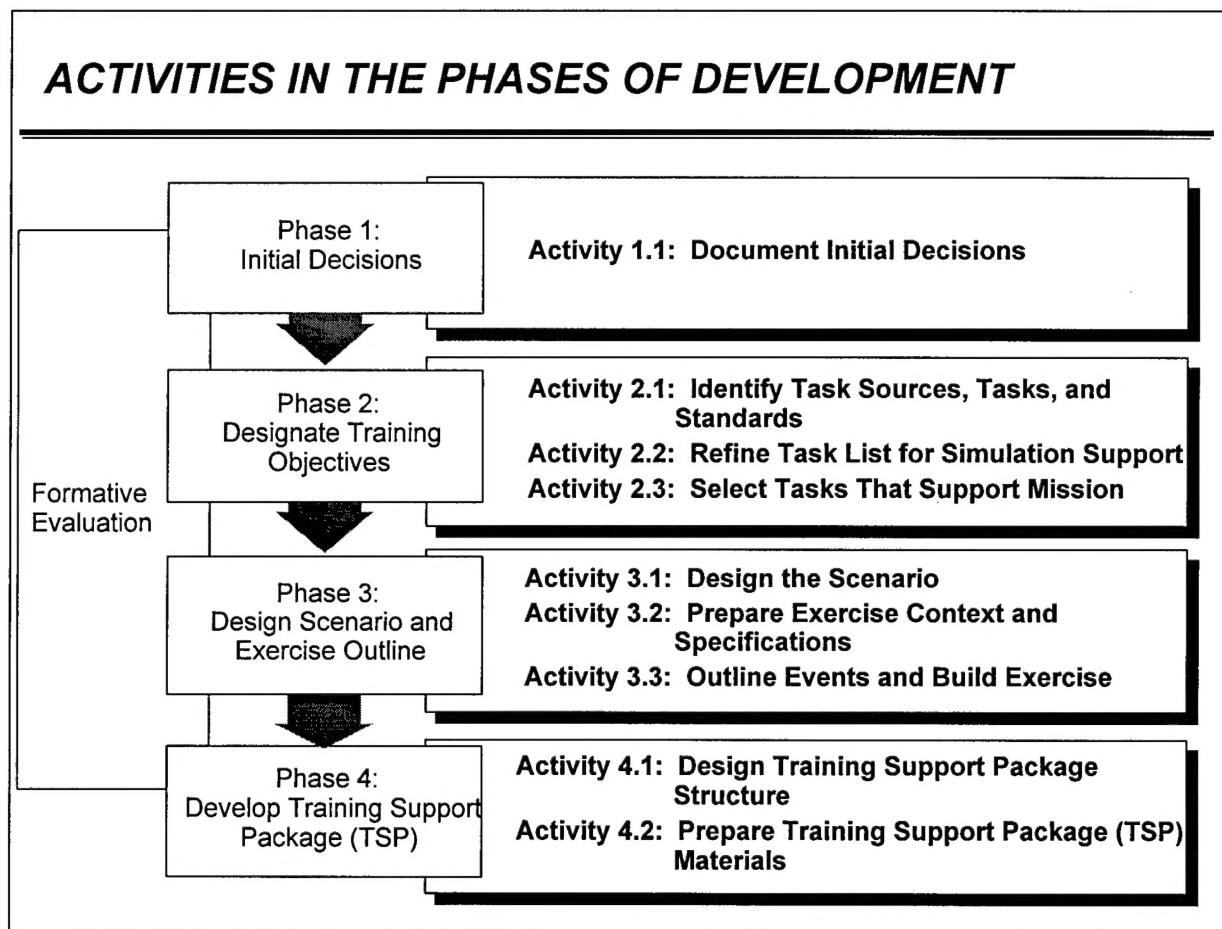 ACTIVITIES IN THE PHASES OF DEVELOPMENT
Phase 1:
Initial Decisions
Activity 1.1: Document Initial Decisions
Phase 2:
Designate Training
Objectives
Activity 2.1: Identify Task Sources, Tasks, and
Standards
Activity 2.2: Refine Task List for Simulation Support
Activity 2.3: Select Tasks That Support Mission
Formative
Evaluation
Phase 3:
Design Scenario and
Exercise Outline
Activity 3.1: Design the Scenario
Activity 3.2: Prepare Exercise Context and
Specifications
Activity 3.3: Outline Events and Build Exercise
Phase 4:
Develop Training Support
Package (TSP)
Activity 4.1: Design Training Support Package
Structure
Activity 4.2: Prepare Training Support Package (TSP)
Materials